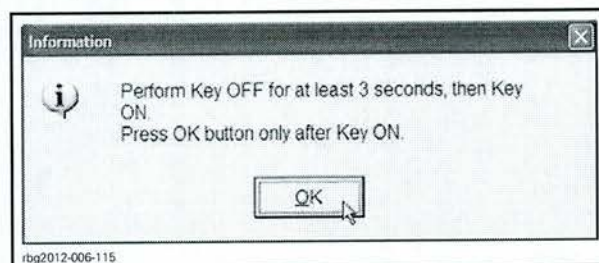 Information
Perform Key OFF for at least 3 seconds, then Key
ON.
Press OK button only after Key ON.
OK
rbg2012-006-115